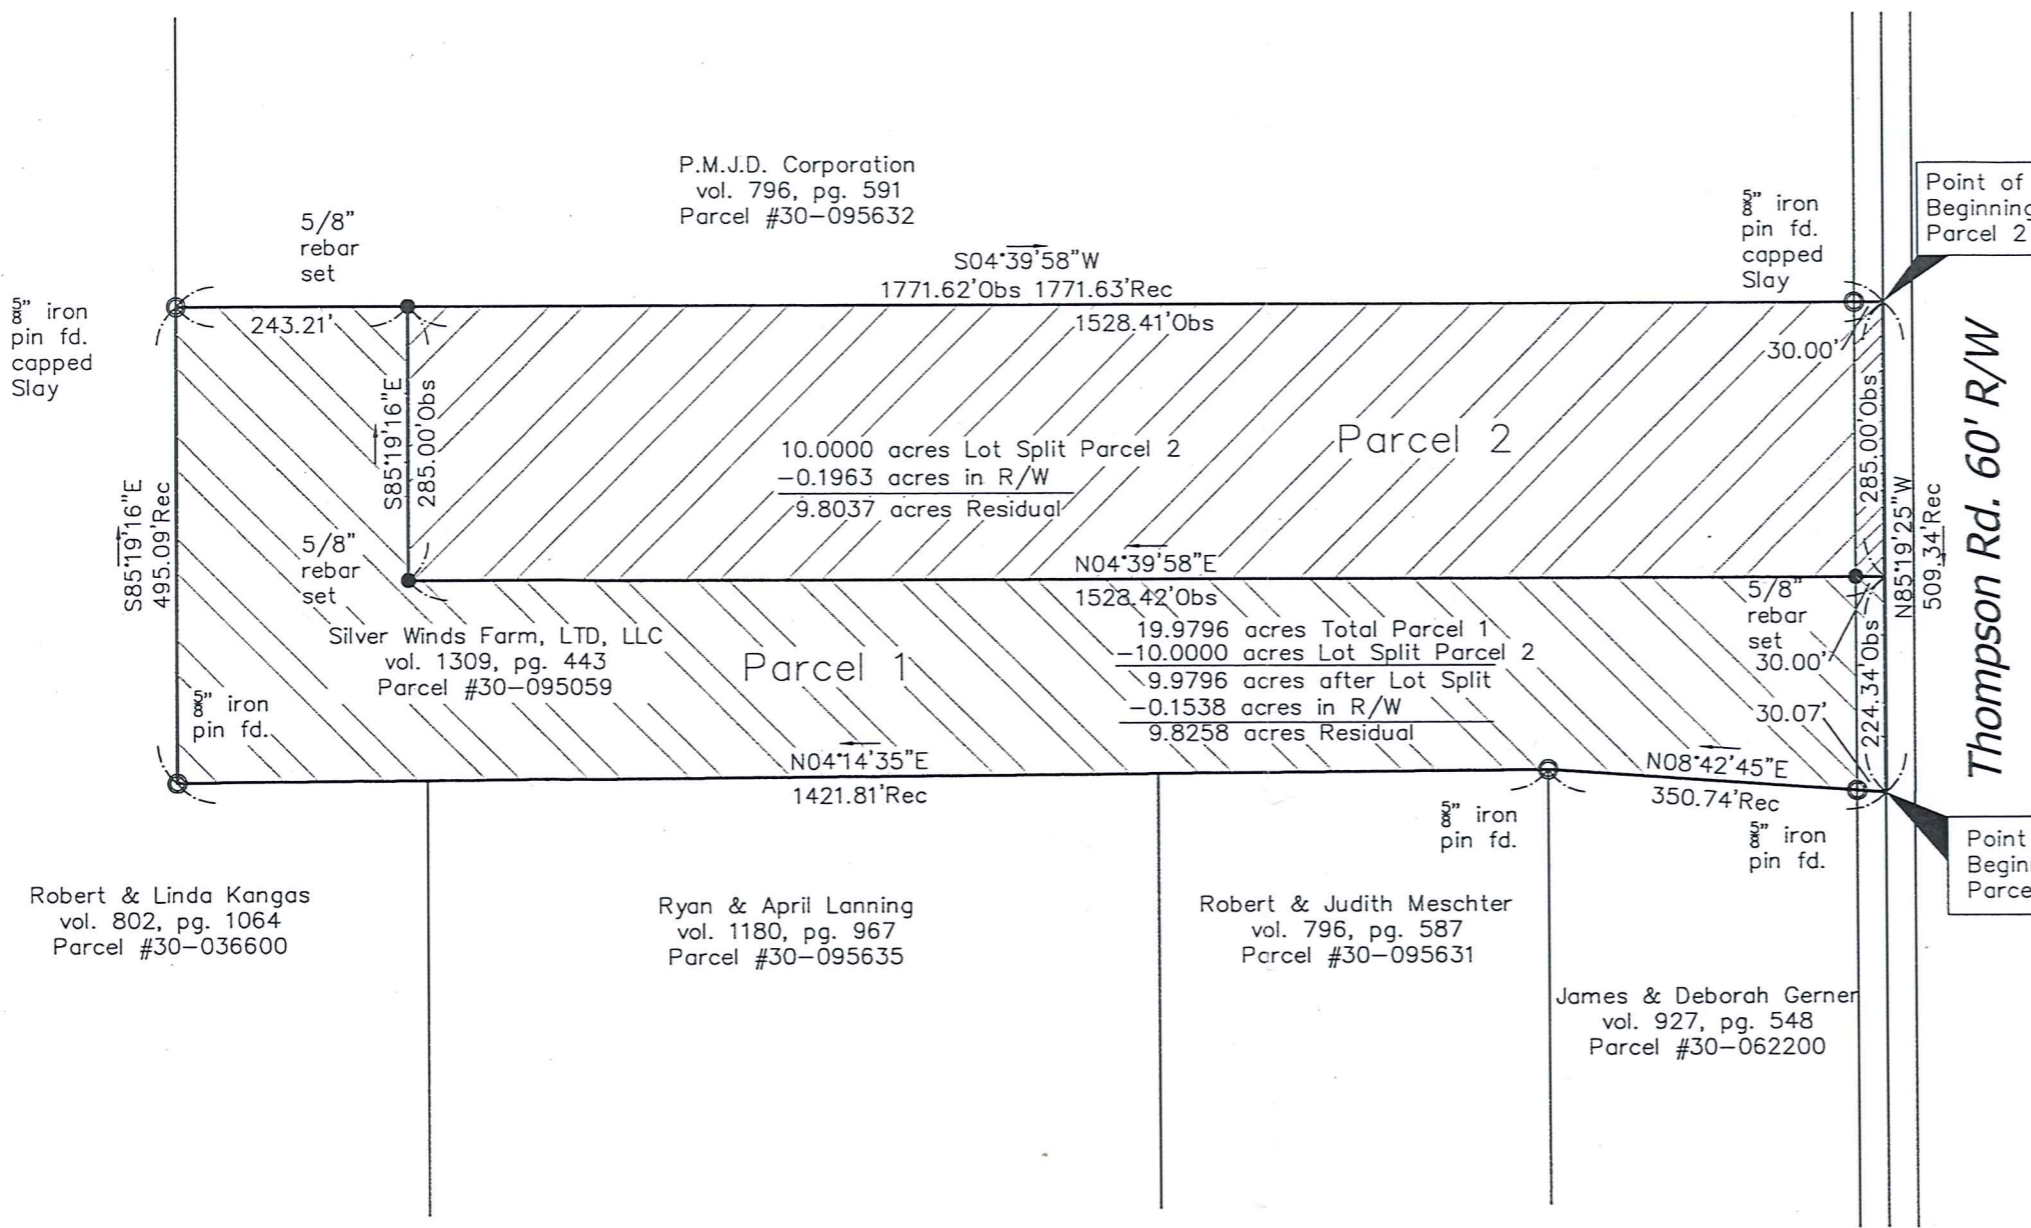 P.M.J.D. Corporation
vol. 796, pg. 591
Parcel #30-095632
5/8"
rebar
set
5/8" iron
pin fd.
capped
Slay
Point of
Beginning
Parcel 2
S04°39'58"W
1771.62'Obs 1771.63'Rec
5/8" iron
pin fd.
capped
Slay
243.21'
1528.41'Obs
30.00'
S85°19'16"E
285.00'Obs
285.00'Obs
Parcel 2
10.0000 acres Lot Split Parcel 2
-0.1963 acres in R/W
9.8037 acres Residual
S85°19'16"E
495.09'Rec
N85°19'25"W
509.34'Rec
Thompson Rd. 60' R/W
5/8"
rebar
set
N04°39'58"E
1528.42'Obs
5/8"
rebar
set
30.00'
Silver Winds Farm, LTD, LLC
vol. 1309, pg. 443
Parcel #30-095059
Parcel 1
19.9796 acres Total Parcel 1
-10.0000 acres Lot Split Parcel 2
9.9796 acres after Lot Split
-0.1538 acres in R/W
9.8258 acres Residual
224.34'Obs
30.07'
5/8" iron
pin fd.
N04°14'35"E
1421.81'Rec
N08°42'45"E
350.74'Rec
5/8" iron
pin fd.
5/8" iron
pin fd.
Point
Begin
Parce
Robert & Linda Kangas
vol. 802, pg. 1064
Parcel #30-036600
Ryan & April Lanning
vol. 1180, pg. 967
Parcel #30-095635
Robert & Judith Meschter
vol. 796, pg. 587
Parcel #30-095631
James & Deborah Gerner
vol. 927, pg. 548
Parcel #30-062200